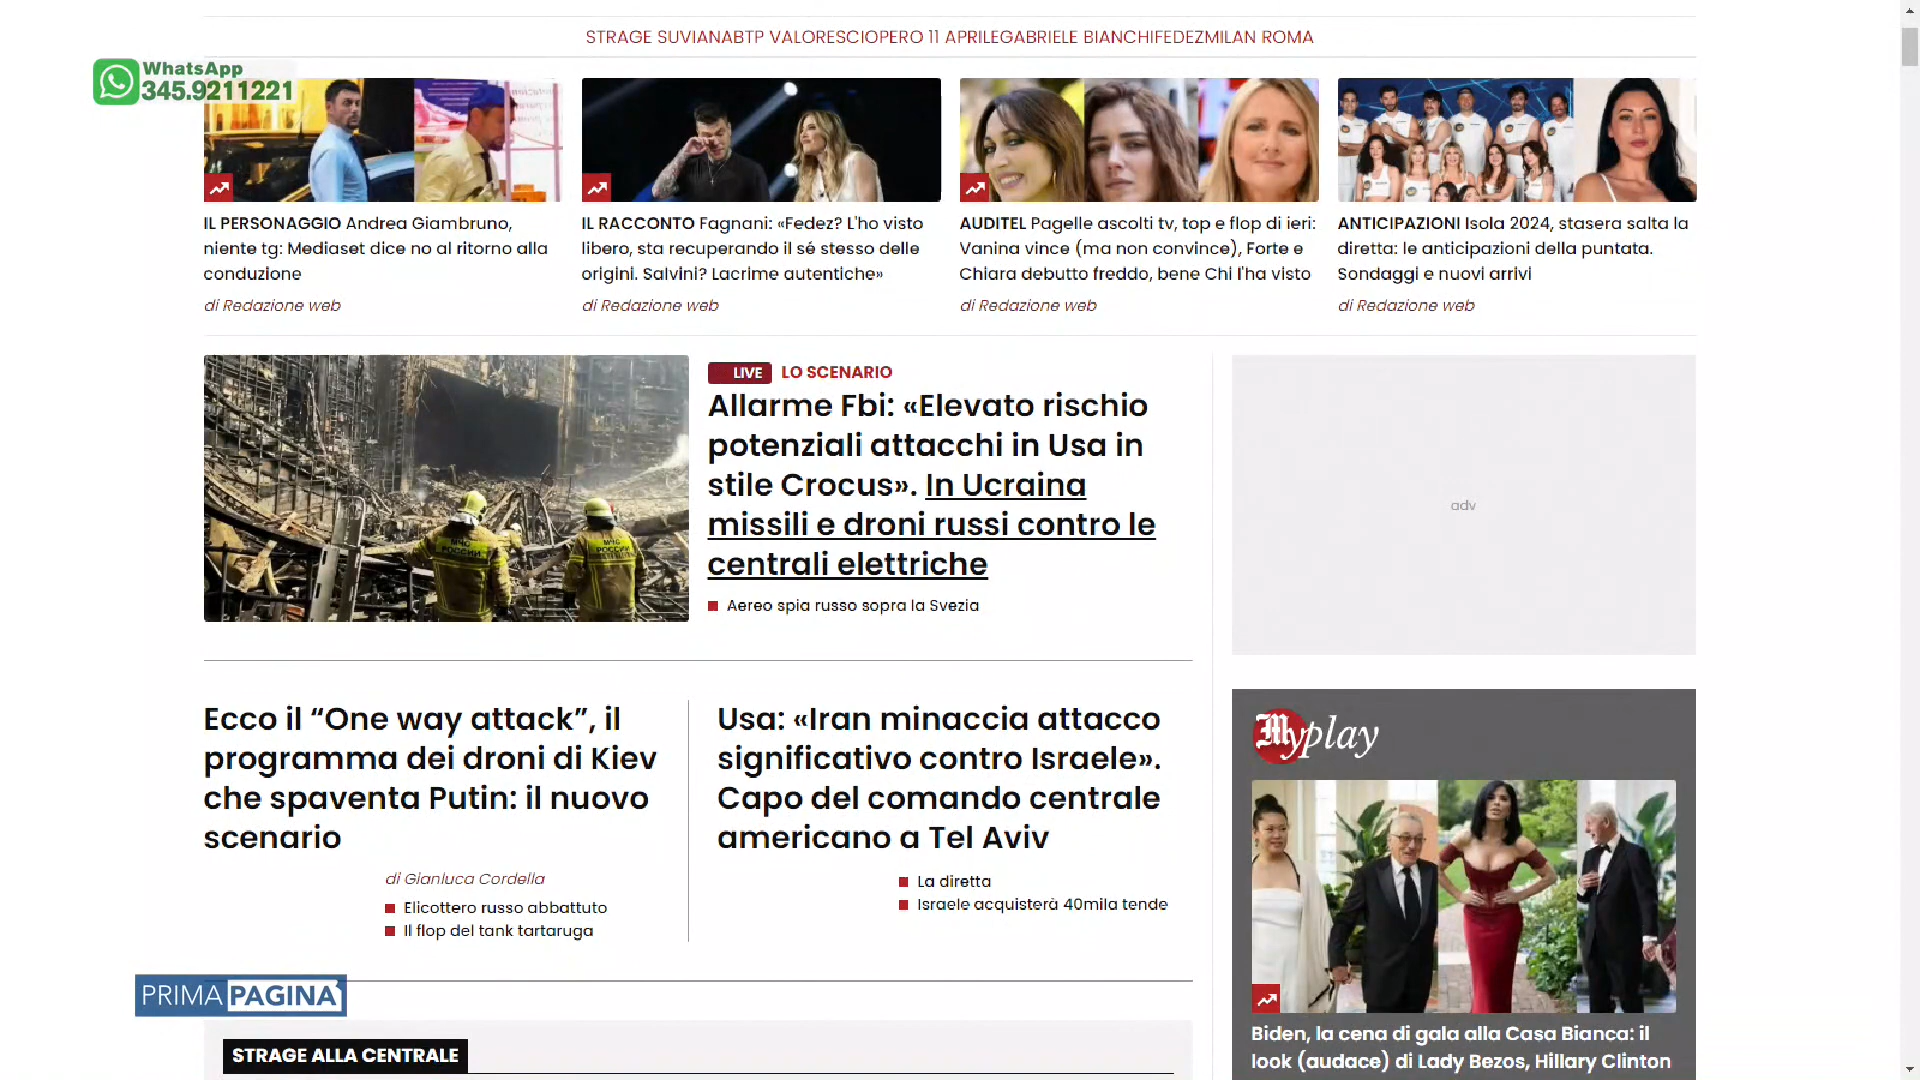 STRAGE SUVIANABTP VALORESCIOPERO 11 APRILEGABRIELE BIANCHIFEDEZMILAN ROMA
WhatsApp
345.9211221
IL PERSONAGGIO Andrea Giambruno,
niente tg: Mediaset dice no al ritorno alla
conduzione
di Redazione web
IL RACCONTO Fagnani: «Fedez? L'ho visto
libero, sta recuperando il sé stesso delle
origini. Salvini? Lacrime autentiche»
di Redazione web
AUDITEL Pagelle ascolti tv, top e flop di ieri:
Vanina vince (ma non convince), Forte e
Chiara debutto freddo, bene Chi l'ha visto
di Redazione web
ANTICIPAZIONI Isola 2024, stasera salta la
diretta: le anticipazioni della puntata.
Sondaggi e nuovi arrivi
di Redazione web
LIVE LO SCENARIO
Allarme Fbi: «Elevato rischio
potenziali attacchi in Usa in
stile Crocus». In Ucraina
missili e droni russi contro le
centrali elettriche
Aereo spia russo sopra la Svezia
МЧС
РОССИИ
МЧС
РОССИИ
adv
Ecco il “One way attack”, il
programma dei droni di Kiev
che spaventa Putin: il nuovo
scenario
di Gianluca Cordella
Elicottero russo abbattuto
Il flop del tank tartaruga
Usa: «Iran minaccia attacco
significativo contro Israele».
Capo del comando centrale
americano a Tel Aviv
La diretta
Israele acquisterà 40mila tende
Myplay
Biden, la cena di gala alla Casa Bianca: il
look (audace) di Lady Bezos, Hillary Clinton
PRIMA PAGINA
STRAGE ALLA CENTRALE